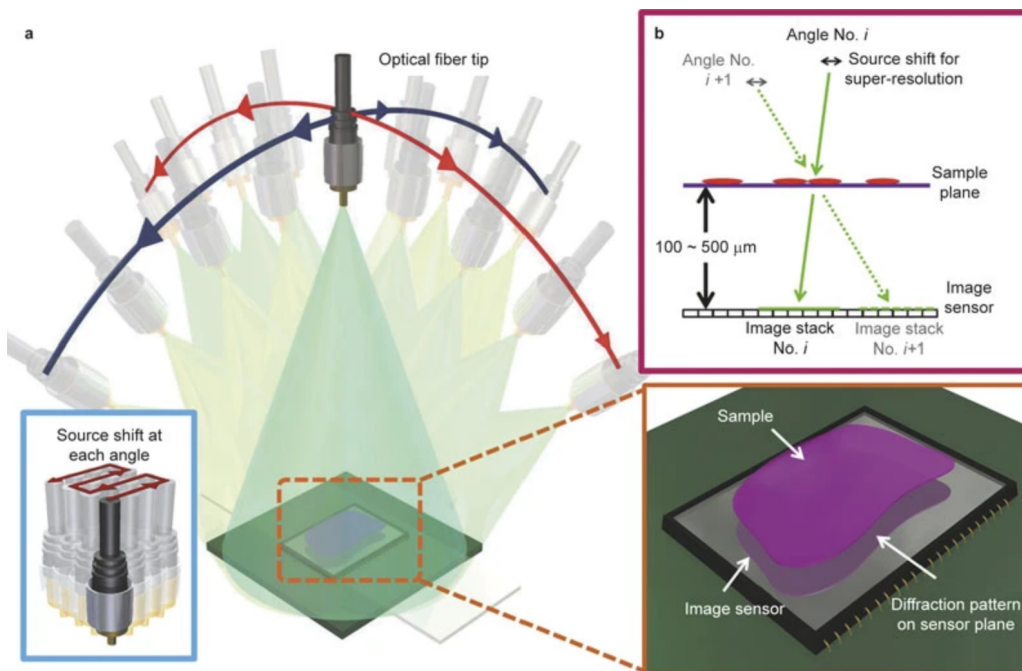 a
Optical fiber tip
Source shift at
each angle
b
Angle No. i
Angle No.
i +1
Source shift for
super-resolution
Sample
plane
100 ~ 500 μm
Image
sensor
Image stack
No. i
Image stack
No. i+1
Sample
Image sensor
Diffraction pattern
on sensor plane